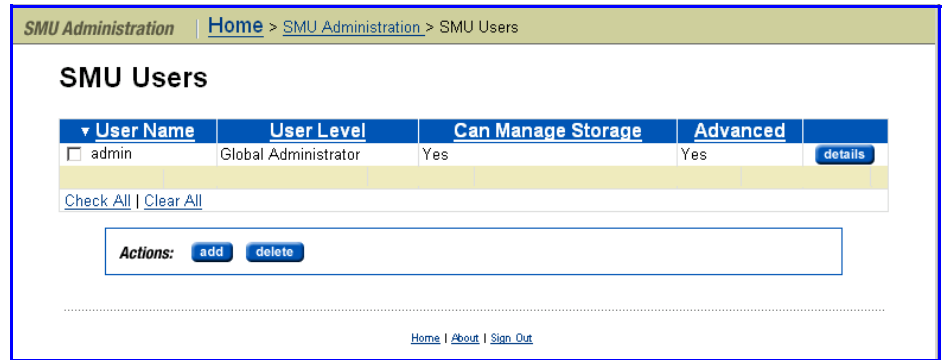 SMU Administration | Home > SMU Administration > SMU Users
SMU Users
▼ User Name User Level Can Manage Storage Advanced
admin Global Administrator Yes Yes details
Check All | Clear All
Actions: add delete
Home | About | Sign Out